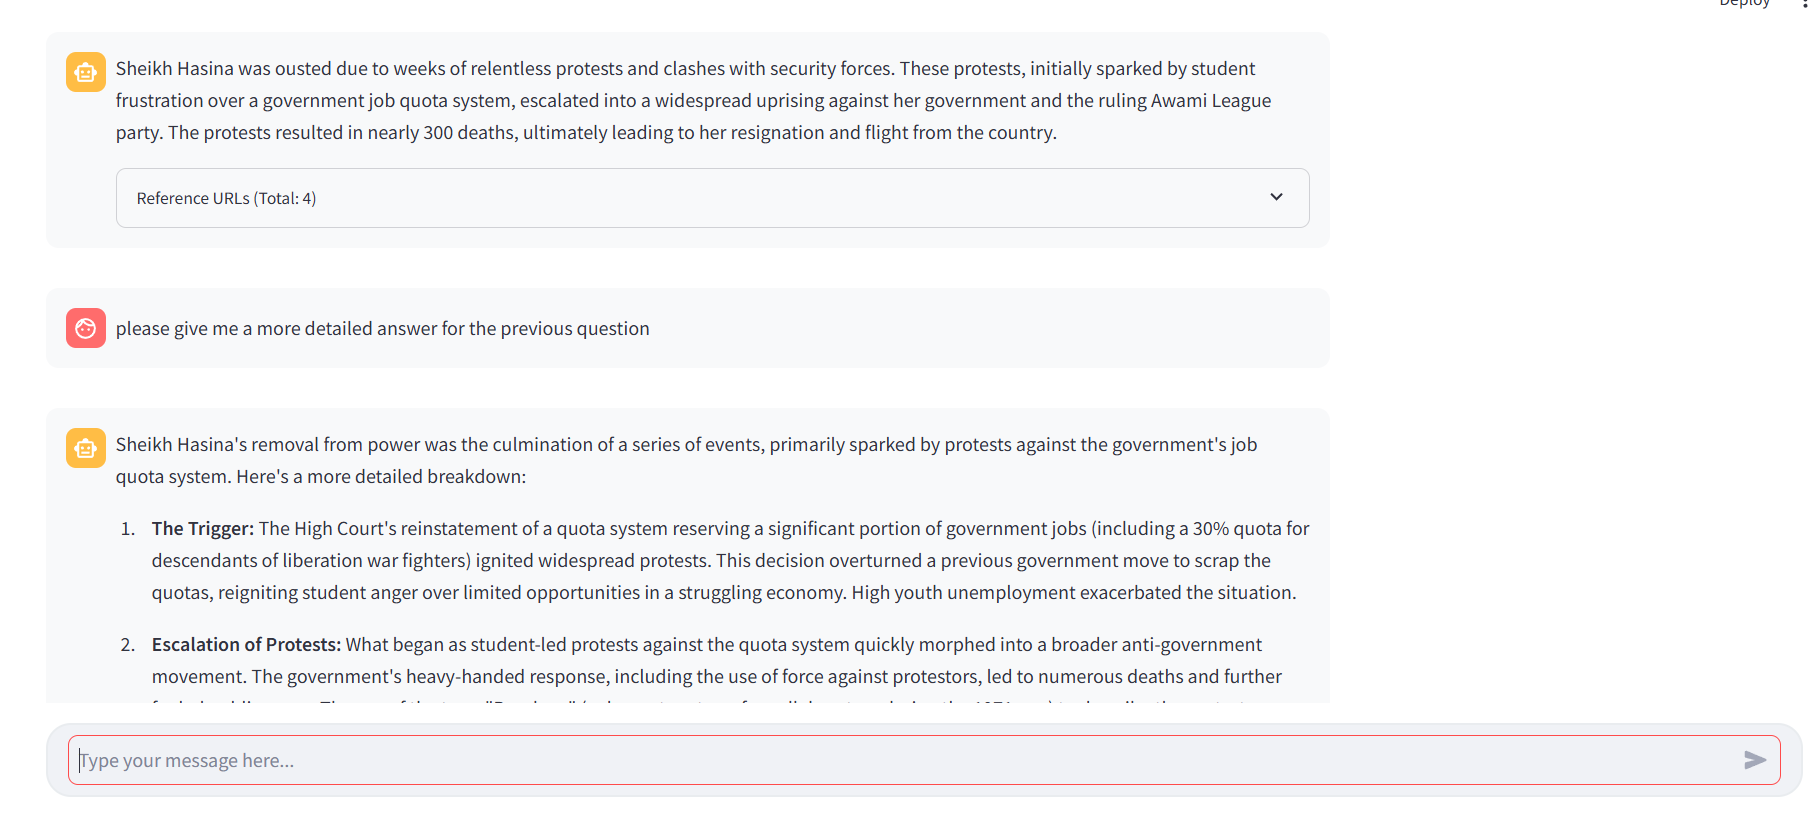 Deploy
Sheikh Hasina was ousted due to weeks of relentless protests and clashes with security forces. These protests, initially sparked by student
frustration over a government job quota system, escalated into a widespread uprising against her government and the ruling Awami League
party. The protests resulted in nearly 300 deaths, ultimately leading to her resignation and flight from the country.
Reference URLs (Total: 4)
please give me a more detailed answer for the previous question
Sheikh Hasina's removal from power was the culmination of a series of events, primarily sparked by protests against the government's job
quota system. Here's a more detailed breakdown:
1. The Trigger: The High Court's reinstatement of a quota system reserving a significant portion of government jobs (including a 30% quota for
descendants of liberation war fighters) ignited widespread protests. This decision overturned a previous government move to scrap the
quotas, reigniting student anger over limited opportunities in a struggling economy. High youth unemployment exacerbated the situation.
2. Escalation of Protests: What began as student-led protests against the quota system quickly morphed into a broader anti-government
movement. The government's heavy-handed response, including the use of force against protestors, led to numerous deaths and further
Type your message here...